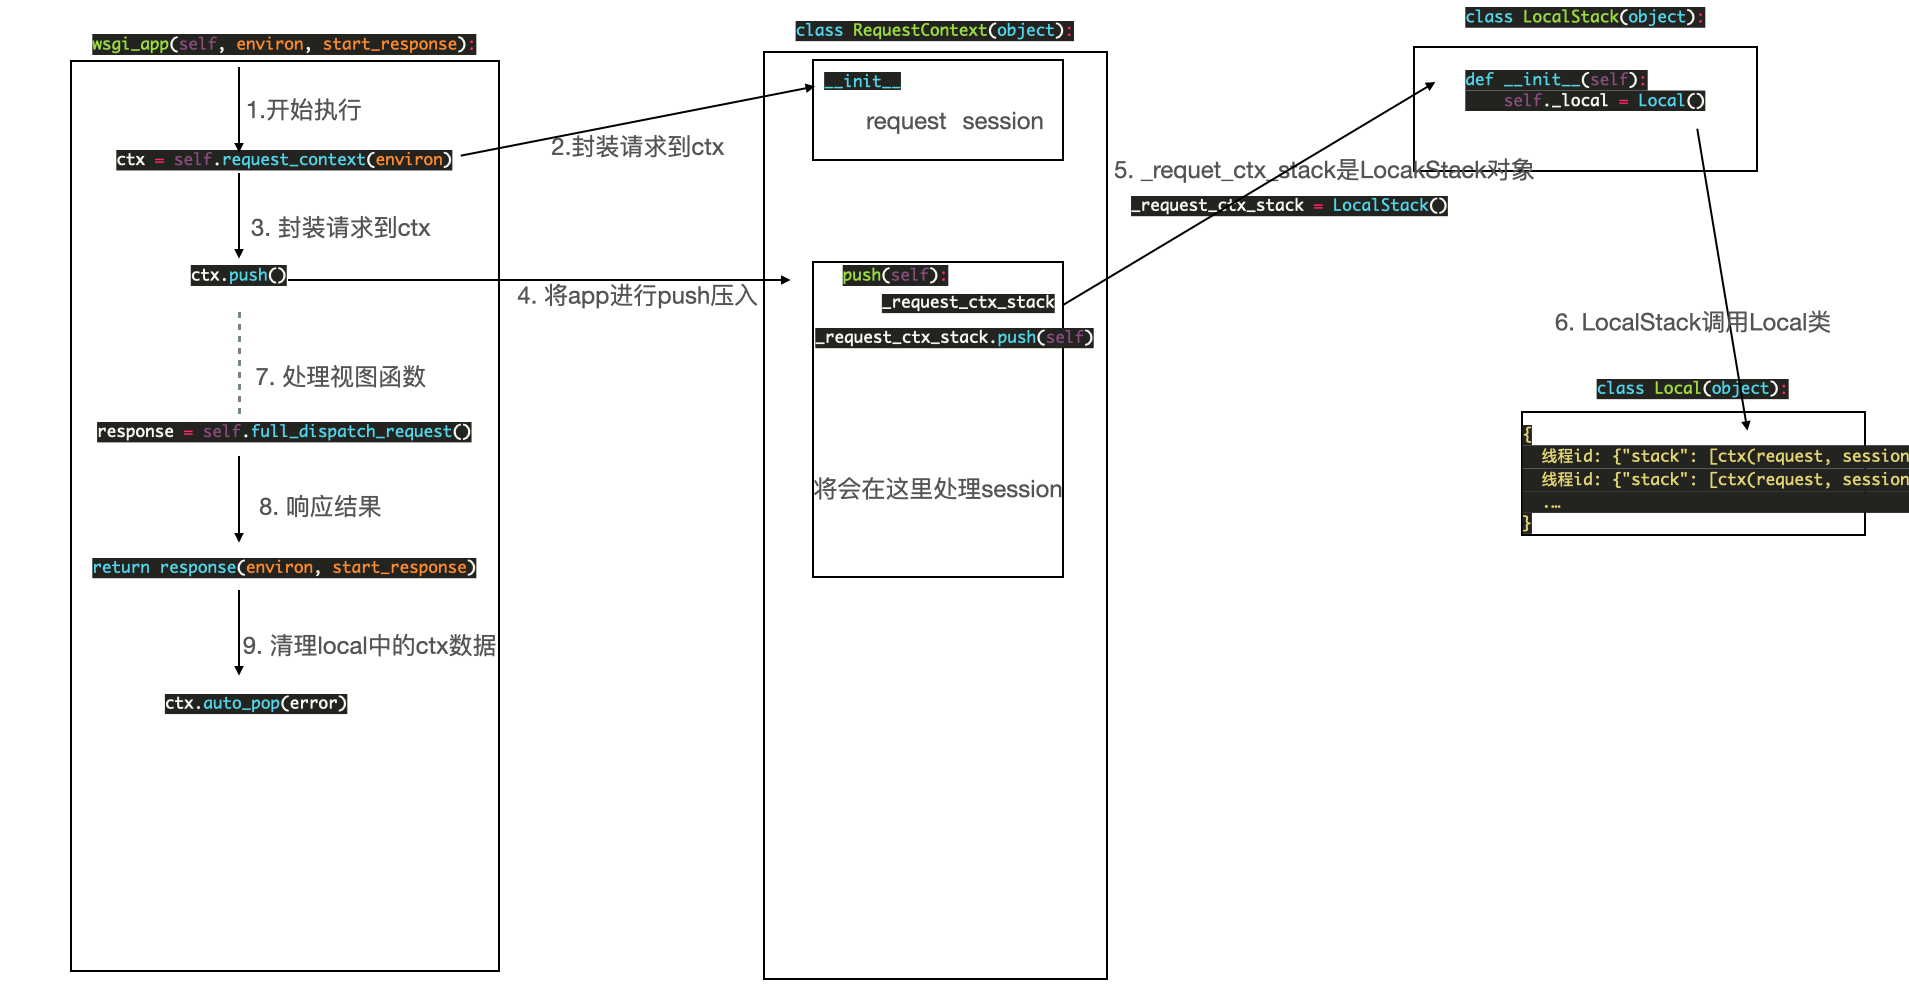 wsgi_app(self, environ, start_response):
1.开始执行
ctx = self.request_context(environ)
2.封装请求到ctx
3. 封装请求到ctx
ctx.push()
4. 将app进行push压入
7. 处理视图函数
response = self.full_dispatch_request()
8. 响应结果
return response(environ, start_response)
9. 清理local中的ctx数据
ctx.auto_pop(error)
class RequestContext(object):
__init__
request session
push(self):
_request_ctx_stack
_request_ctx_stack.push(self)
将会在这里处理session
5. _requet_ctx_stack是LocakStack对象
_request_ctx_stack = LocalStack()
class LocalStack(object):
def __init__(self):
self._local = Local()
6. LocalStack调用Local类
class Local(object):
{
线程id: {"stack": [ctx(request, session
线程id: {"stack": [ctx(request, session
...
}